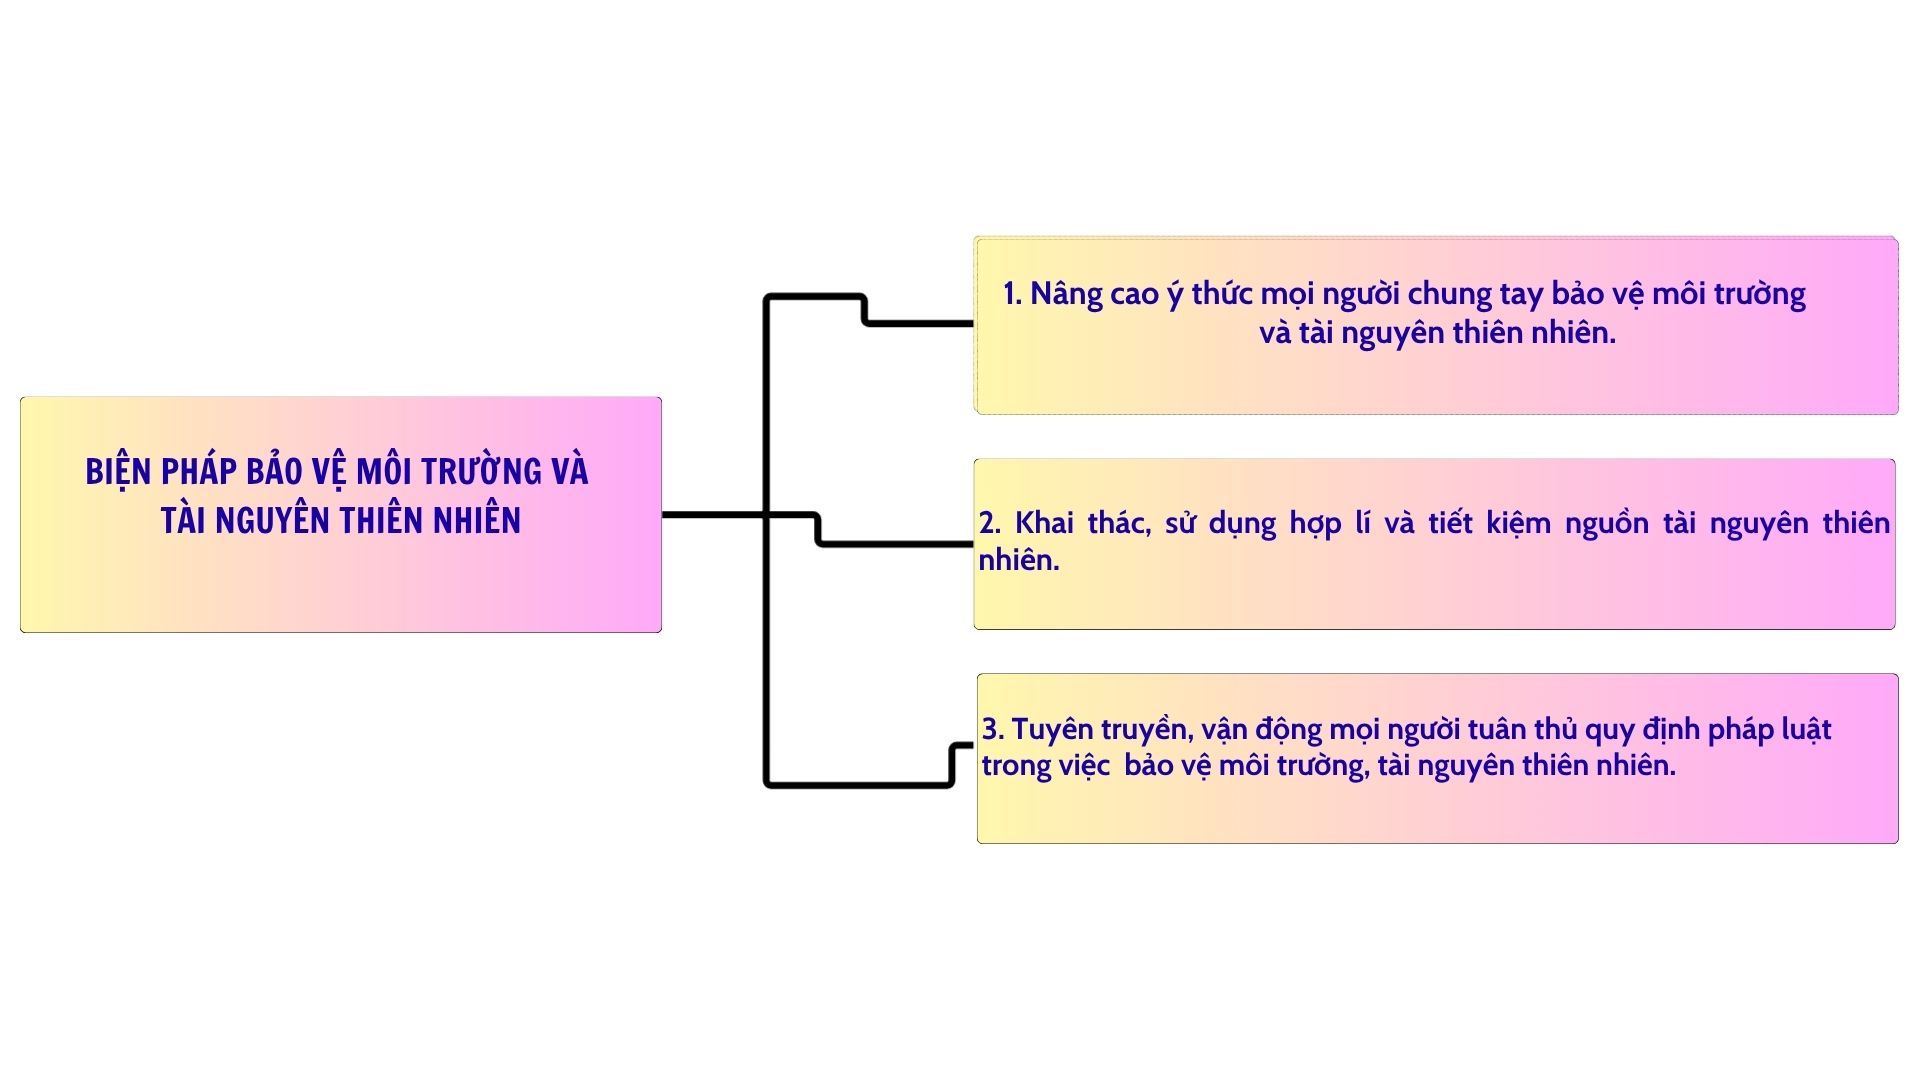 BIỆN PHÁP BẢO VỆ MÔI TRƯỜNG VÀ
TÀI NGUYÊN THIÊN NHIÊN
1. Nâng cao ý thức mọi người chung tay bảo vệ môi trường
và tài nguyên thiên nhiên.
2. Khai thác, sử dụng hợp lí và tiết kiệm nguồn tài nguyên thiên
nhiên.
3. Tuyên truyền, vận động mọi người tuân thủ quy định pháp luật
trong việc  bảo vệ môi trường, tài nguyên thiên nhiên.